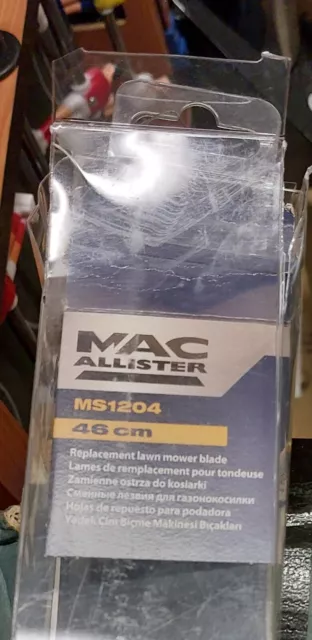 MAC
ALLISTER
MS1204
46 cm
Replacement lawn mower blade
Lames de remplacement pour tondeuse
Zamienne ostrza do kosiarki
Сменные лезвия для газонокосилки
Hojas de repuesto para podadora
Yedek Çim Biçme Makinesi Bıçakları